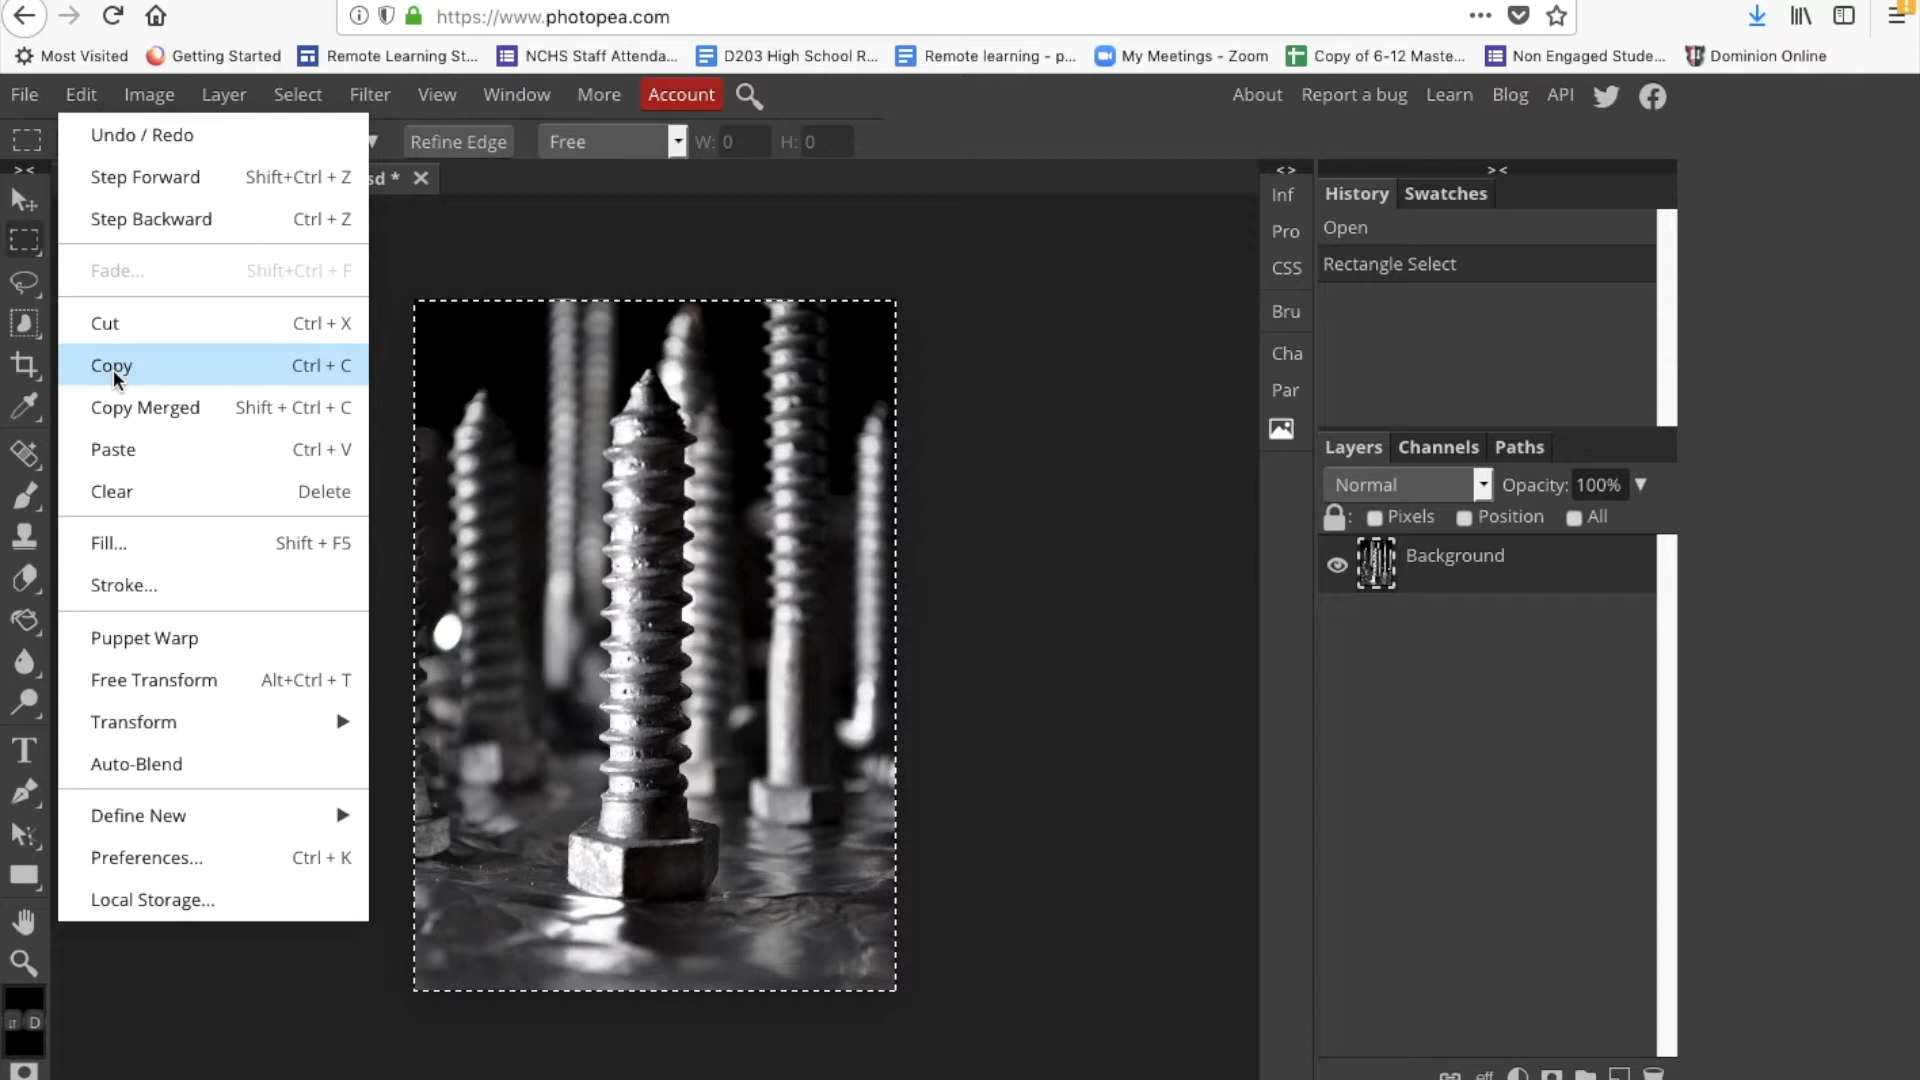 https://www.photopea.com
Most Visited Getting Started Remote Learning St... NCHS Staff Attenda... D203 High School R... Remote learning - p... My Meetings - Zoom Copy of 6-12 Maste... Non Engaged Stude... Dominion Online
File Edit Image Layer Select Filter View Window More Account About Report a bug Learn Blog API
Refine Edge Free W: 0 H: 0
sd *
Undo / Redo
Step Forward Shift+Ctrl + Z
Step Backward Ctrl + Z
Fade... Shift+Ctrl + F
Cut Ctrl + X
Copy Ctrl + C
Copy Merged Shift + Ctrl + C
Paste Ctrl + V
Clear Delete
Fill... Shift + F5
Stroke...
Puppet Warp
Free Transform Alt+Ctrl + T
Transform
Auto-Blend
Define New
Preferences... Ctrl + K
Local Storage...
D
Inf
Pro
CSS
Bru
Cha
Par
History Swatches
Open
Rectangle Select
Layers Channels Paths
Normal Opacity: 100%
: Pixels Position All
Background
eff